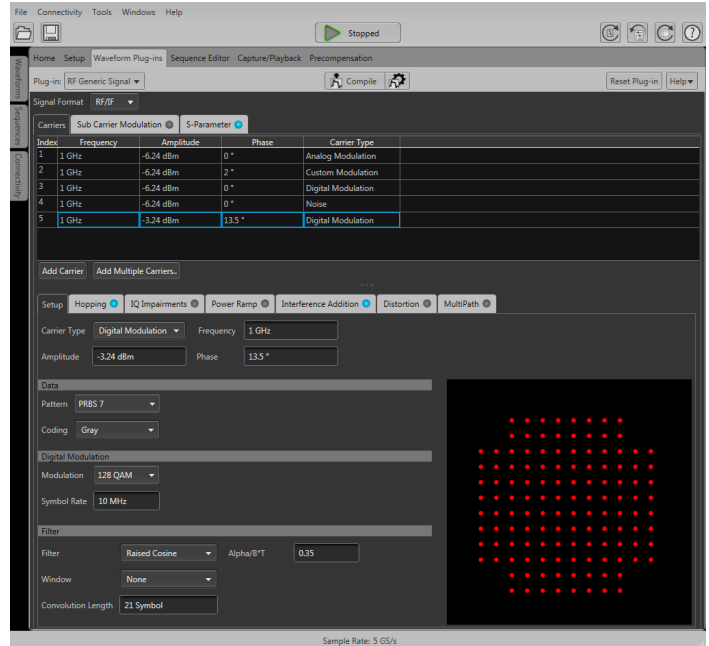 File Connectivity Tools Windows Help
Stopped
Waveforms
Sequences
Connectivity
Home Setup Waveform Plug-ins Sequence Editor Capture/Playback Precompensation
Plug-in: RF Generic Signal Compile Reset Plug-in Help
Signal Format RF/IF
Carriers Sub Carrier Modulation S-Parameter
Index Frequency Amplitude Phase Carrier Type
1 1 GHz -6.24 dBm 0 ° Analog Modulation
2 1 GHz -6.24 dBm 2 ° Custom Modulation
3 1 GHz -6.24 dBm 0 ° Digital Modulation
4 1 GHz -6.24 dBm 0 ° Noise
5 1 GHz -3.24 dBm 13.5 ° Digital Modulation
Add Carrier Add Multiple Carriers..
Setup Hopping IQ Impairments Power Ramp Interference Addition Distortion MultiPath
Carrier Type Digital Modulation Frequency 1 GHz
Amplitude -3.24 dBm Phase 13.5 °
Data
Pattern PRBS 7
Coding Gray
Digital Modulation
Modulation 128 QAM
Symbol Rate 10 MHz
Filter
Filter Raised Cosine Alpha/B*T 0.35
Window None
Convolution Length 21 Symbol
Sample Rate: 5 GS/s